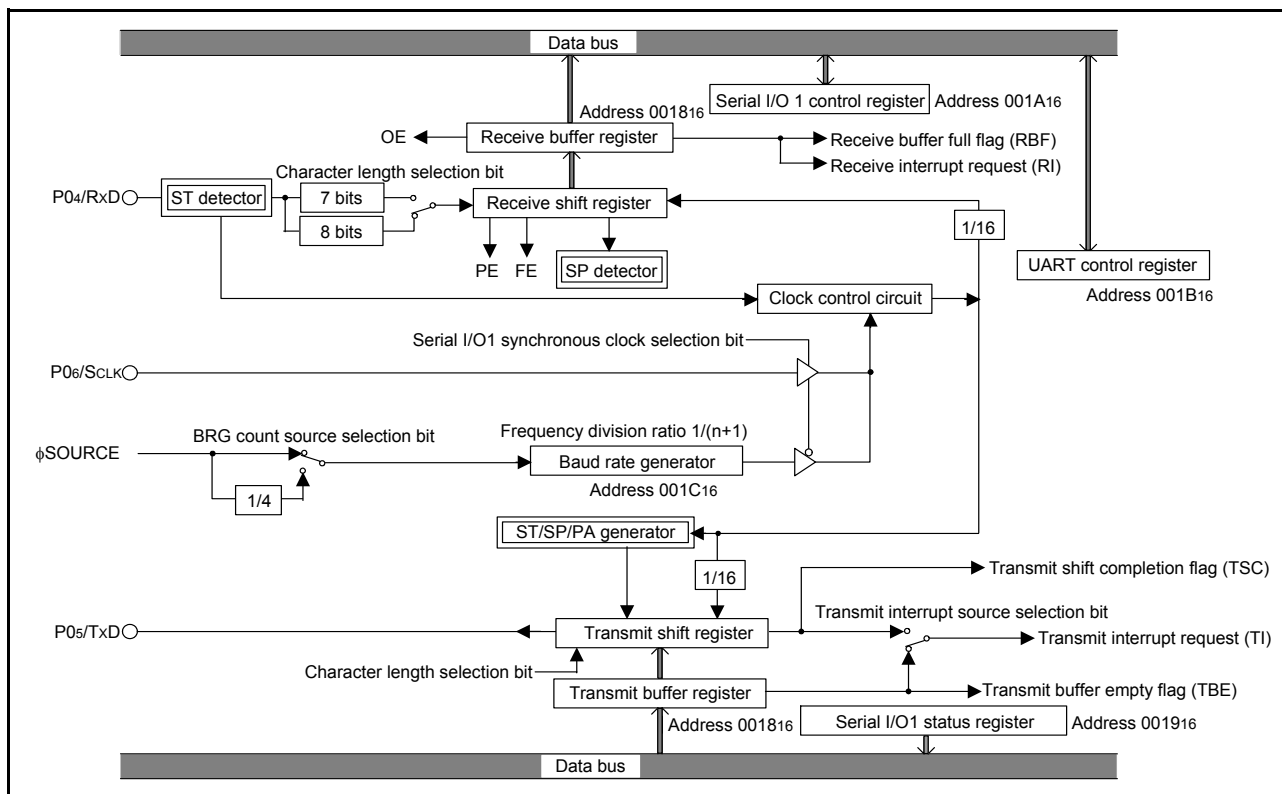 Data bus
Serial I/O 1 control register Address 001A16
Address 001816
OE Receive buffer register Receive buffer full flag (RBF)
Receive interrupt request (RI)
Character length selection bit
P04/RXD ST detector 7 bits Receive shift register
8 bits 1/16
PE FE SP detector UART control register
Address 001B16
Clock control circuit
Serial I/O1 synchronous clock selection bit
P06/SCLK
BRG count source selection bit Frequency division ratio 1/(n+1)
φSOURCE Baud rate generator
1/4 Address 001C16
ST/SP/PA generator
1/16 Transmit shift completion flag (TSC)
Transmit interrupt source selection bit
P05/TXD Transmit shift register Transmit interrupt request (TI)
Character length selection bit
Transmit buffer register Transmit buffer empty flag (TBE)
Address 001816 Serial I/O1 status register Address 001916
Data bus